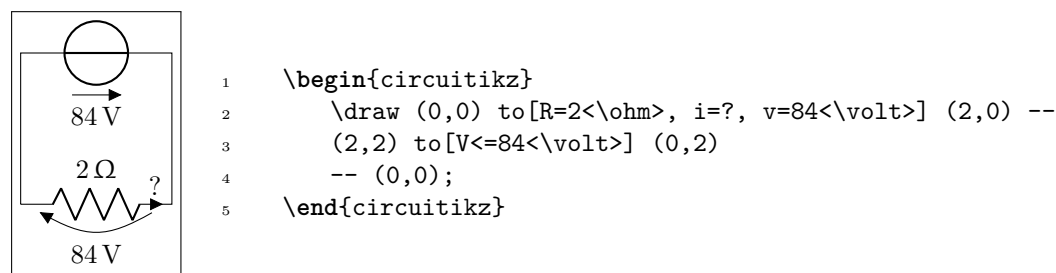 84 V
2 Ω
?
84 V
1 \begin{circuitikz}
2 \draw (0,0) to[R=2<\ohm>, i=?, v=84<\volt>] (2,0) --
3 (2,2) to[V<=84<\volt>] (0,2)
4 -- (0,0);
5 \end{circuitikz}